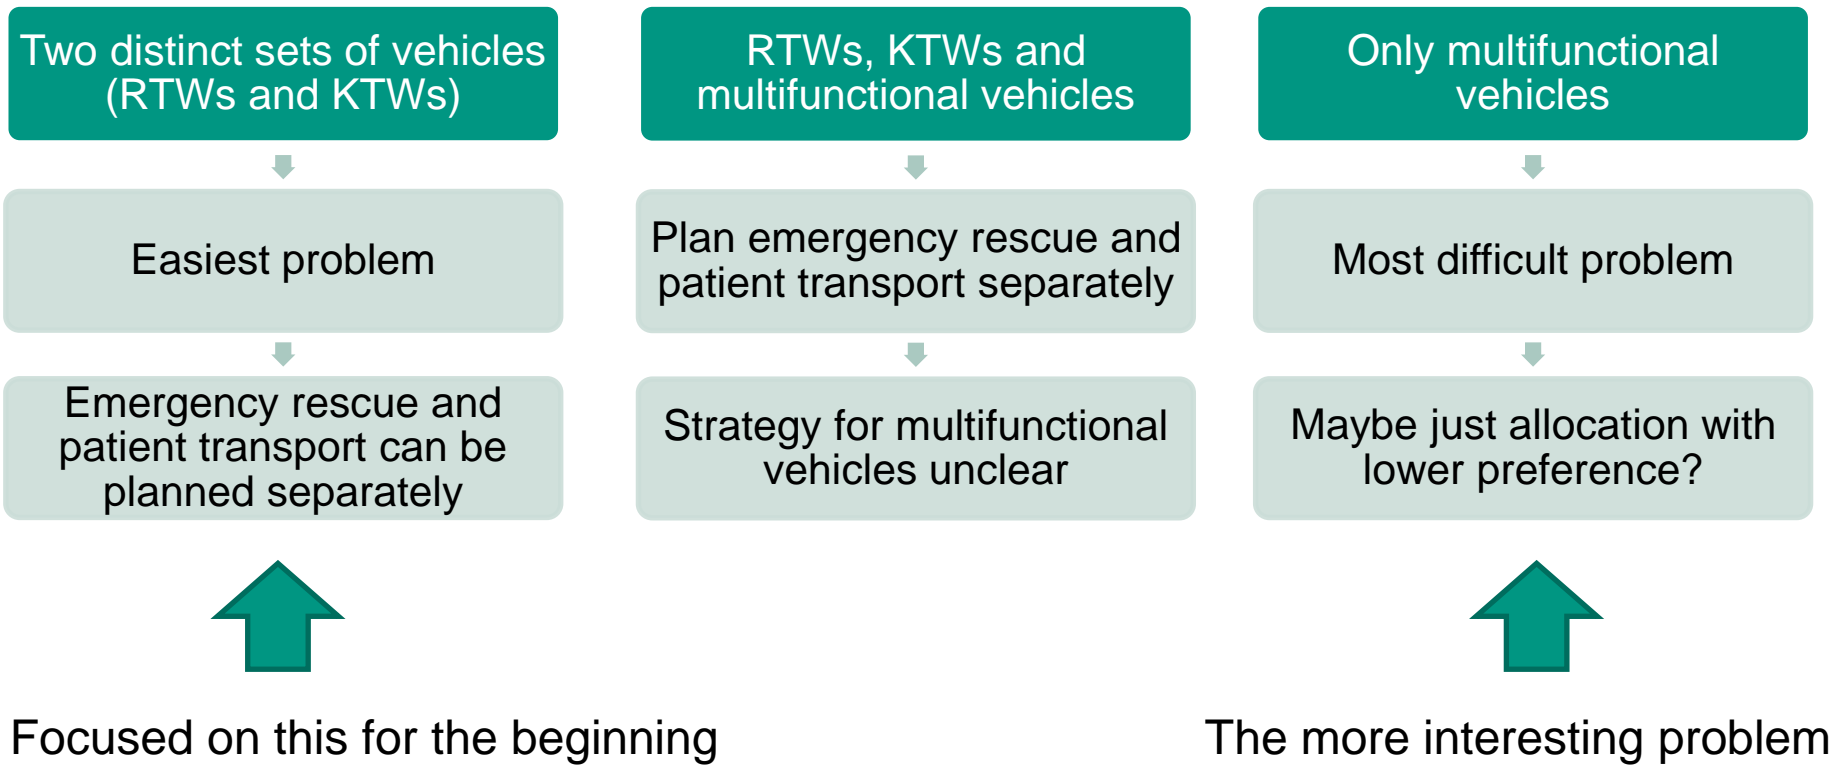 Two distinct sets of vehicles
(RTWs and KTWs)
Easiest problem
Emergency rescue and
patient transport can be
planned separately
Focused on this for the beginning
RTWs, KTWs and
multifunctional vehicles
Plan emergency rescue and
patient transport separately
Strategy for multifunctional
vehicles unclear
Only multifunctional
vehicles
Most difficult problem
Maybe just allocation with
lower preference?
The more interesting problem